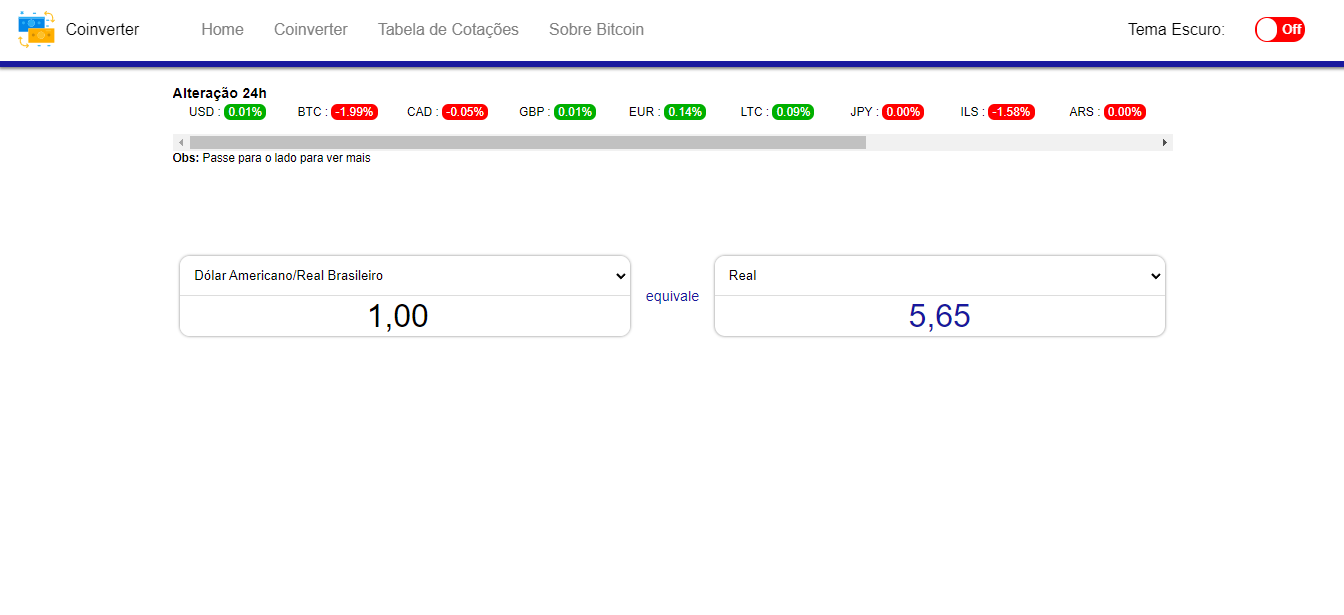 Coinverter Home Coinverter Tabela de Cotações Sobre Bitcoin Tema Escuro: Off
Alteração 24h
USD : 0.01% BTC : -1.99% CAD : -0.05% GBP : 0.01% EUR : 0.14% LTC : 0.09% JPY : 0.00% ILS : -1.58% ARS : 0.00%
Obs: Passe para o lado para ver mais
Dólar Americano/Real Brasileiro
1,00
equivale
Real
5,65